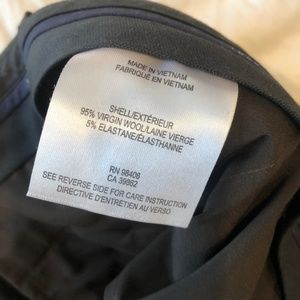 MADE IN VIETNAM
FABRIQUÉ EN VIETNAM
SHELL/EXTÉRIEUR
95% VIRGIN WOOL/LAINE VIERGE
5% ELASTANE/ÉLASTHANNE
RN 98409
CA 39862
SEE REVERSE SIDE FOR CARE INSTRUCTION
DIRECTIVE D'ENTRETIEN AU VERSO